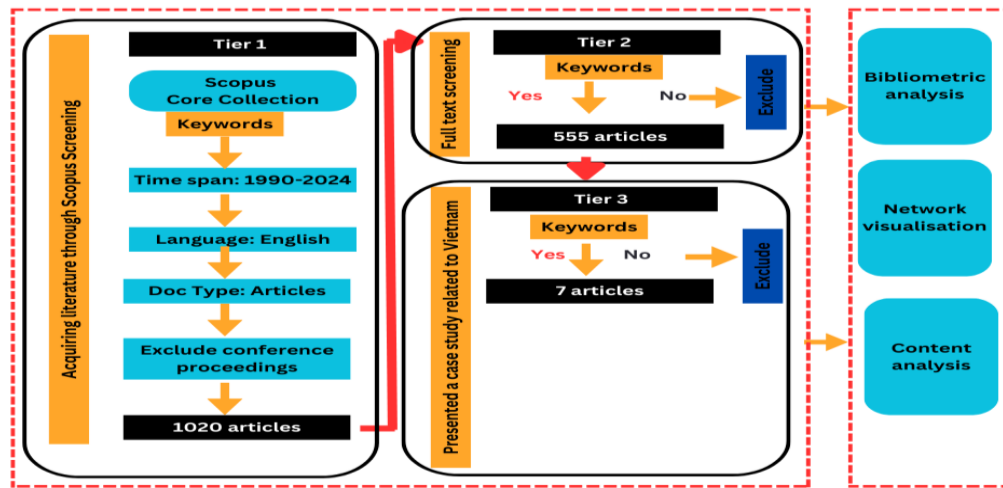 Acquiring literature through Scopus Screening
Tier 1
Scopus
Core Collection
Keywords
Time span: 1990-2024
Language: English
Doc Type: Articles
Exclude conference
proceedings
1020 articles
Full text screening
Tier 2
Keywords
Yes
No
Exclude
555 articles
Presented a case study related to Vietnam
Tier 3
Keywords
Yes
No
Exclude
7 articles
Bibliometric
analysis
Network
visualisation
Content
analysis